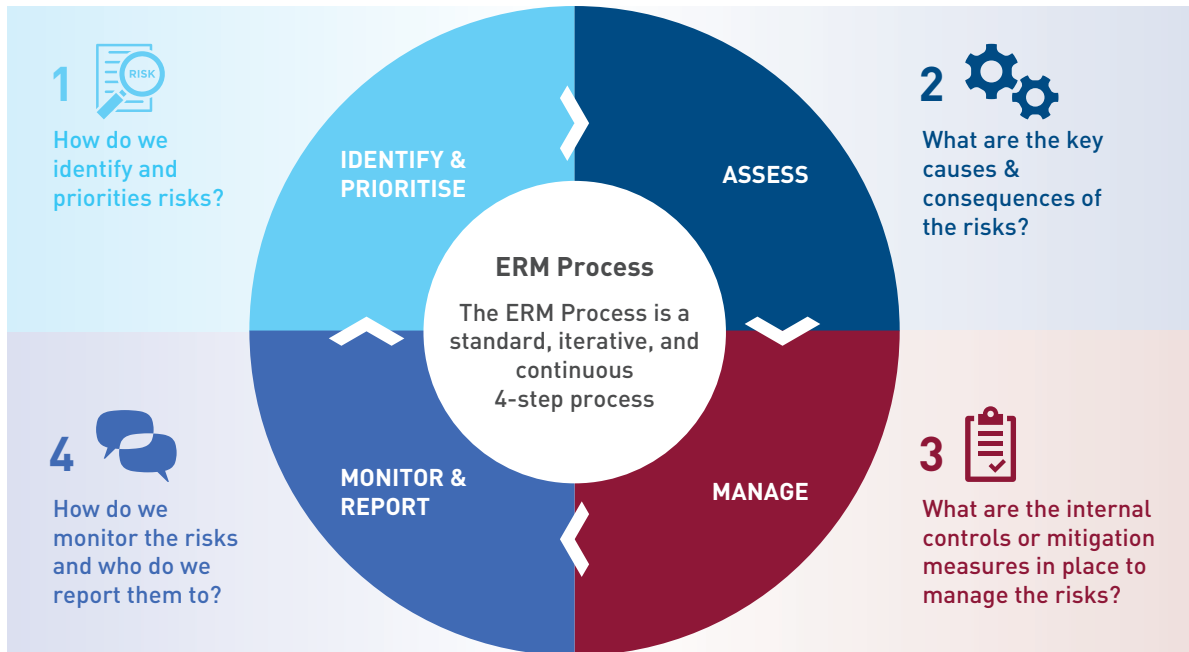 1
RISK
How do we
identify and
priorities risks?
IDENTIFY &
PRIORITISE
ASSESS
2
What are the key
causes &
consequences of
the risks?
ERM Process
The ERM Process is a
standard, iterative, and
continuous
4-step process
4
How do we
monitor the risks
and who do we
report them to?
MONITOR &
REPORT
MANAGE
3
What are the internal
controls or mitigation
measures in place to
manage the risks?